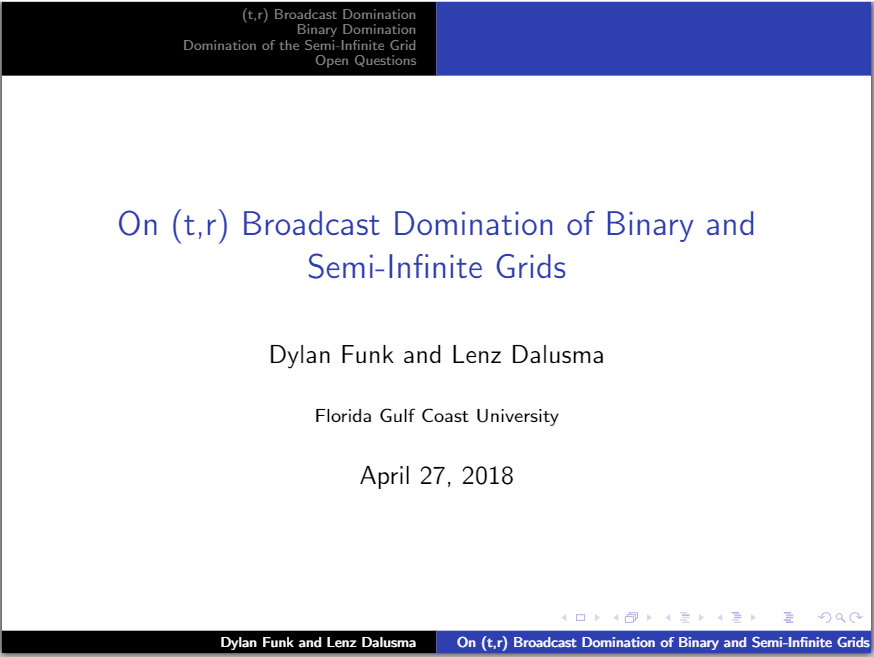 (t,r) Broadcast Domination
Binary Domination
Domination of the Semi-Infinite Grid
Open Questions
On (t,r) Broadcast Domination of Binary and
Semi-Infinite Grids
Dylan Funk and Lenz Dalusma
Florida Gulf Coast University
April 27, 2018
Dylan Funk and Lenz Dalusma
On (t,r) Broadcast Domination of Binary and Semi-Infinite Grids